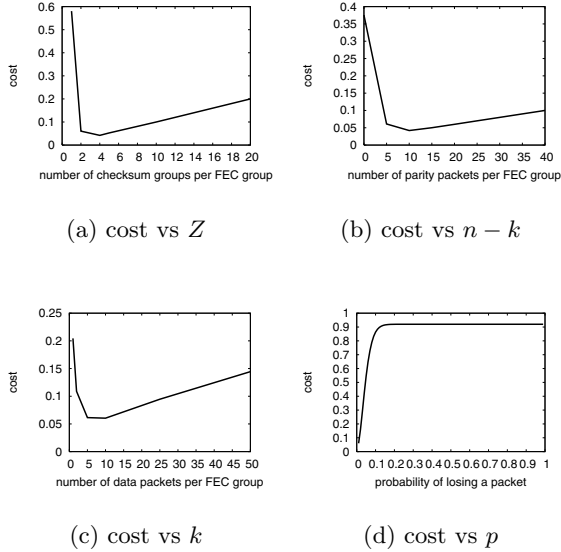 0.6
0.5
0.4
0.3
0.2
0.1
0
cost
0 2 4 6 8 10 12 14 16 18 20
number of checksum groups per FEC group
(a) cost vs Z
0.4
0.35
0.3
0.25
0.2
0.15
0.1
0.05
0
cost
0 5 10 15 20 25 30 35 40
number of parity packets per FEC group
(b) cost vs n − k
0.25
0.2
0.15
0.1
0.05
0
cost
0 5 10 15 20 25 30 35 40 45 50
number of data packets per FEC group
(c) cost vs k
1
0.9
0.8
0.7
0.6
0.5
0.4
0.3
0.2
0.1
0
cost
0 0.1 0.2 0.3 0.4 0.5 0.6 0.7 0.8 0.9 1
probability of losing a packet
(d) cost vs p